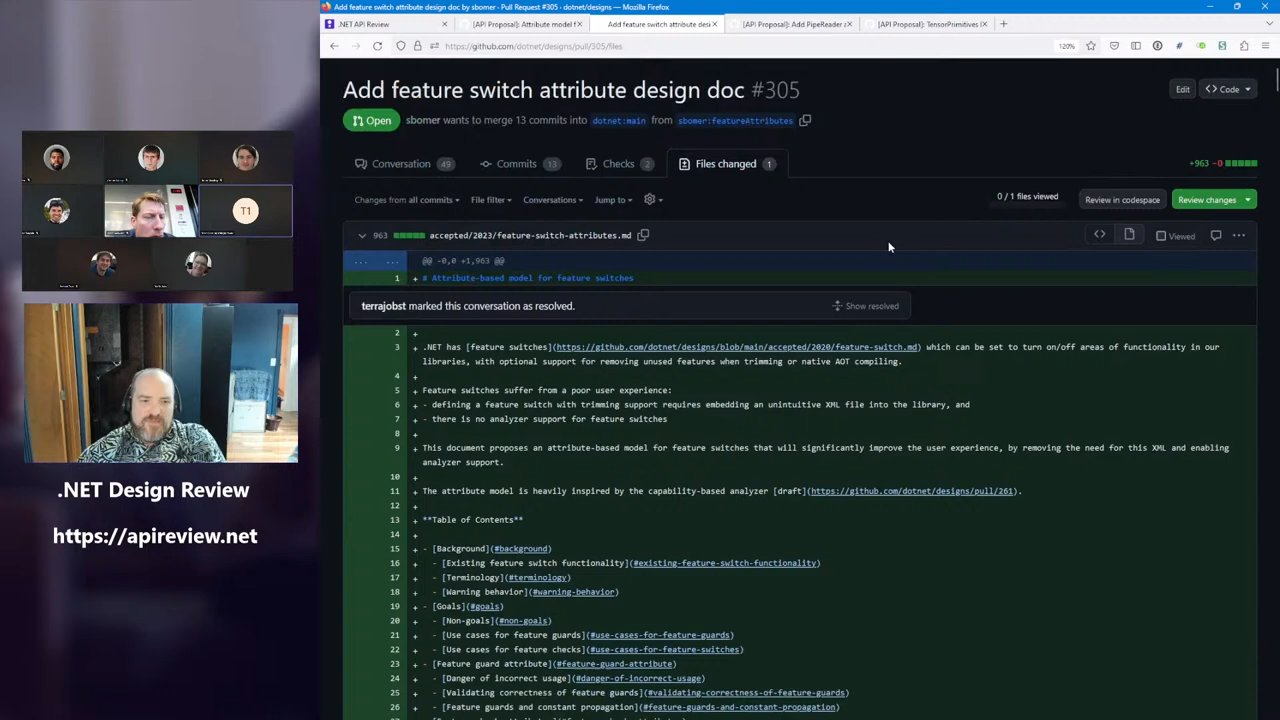 Add feature switch attribute design doc by sbomer · Pull Request #305 · dotnet/designs — Mozilla Firefox
.NET API Review
[API Proposal]: Attribute model f
Add feature switch attribute desi
[API Proposal]: Add PipeReader a
[API Proposal]: TensorPrimitives (
https://github.com/dotnet/designs/pull/305/files
120%
Add feature switch attribute design doc #305
Edit
Code
Open
sbomer wants to merge 13 commits into dotnet:main from sbomer:featureAttributes
Conversation 49
Commits 13
Checks 2
Files changed 1
+963 −0
Changes from all commits
File filter
Conversations
Jump to
0 / 1 files viewed
Review in codespace
Review changes
963 accepted/2023/feature-switch-attributes.md
Viewed
... ... @@ -0,0 +1,963 @@
1 + # Attribute-based model for feature switches
terrajobst marked this conversation as resolved.
Show resolved
2 +
3 + .NET has [feature switches](https://github.com/dotnet/designs/blob/main/accepted/2020/feature-switch.md) which can be set to turn on/off areas of functionality in our
libraries, with optional support for removing unused features when trimming or native AOT compiling.
4 +
5 + Feature switches suffer from a poor user experience:
6 + - defining a feature switch with trimming support requires embedding an unintuitive XML file into the library, and
7 + - there is no analyzer support for feature switches
8 +
9 + This document proposes an attribute-based model for feature switches that will significantly improve the user experience, by removing the need for this XML and enabling
analyzer support.
10 +
11 + The attribute model is heavily inspired by the capability-based analyzer [draft](https://github.com/dotnet/designs/pull/261).
12 +
13 + **Table of Contents**
14 +
15 + - [Background](#background)
16 + - [Existing feature switch functionality](#existing-feature-switch-functionality)
17 + - [Terminology](#terminology)
18 + - [Warning behavior](#warning-behavior)
19 + - [Goals](#goals)
20 + - [Non-goals](#non-goals)
21 + - [Use cases for feature guards](#use-cases-for-feature-guards)
22 + - [Use cases for feature checks](#use-cases-for-feature-switches)
23 + - [Feature guard attribute](#feature-guard-attribute)
24 + - [Danger of incorrect usage](#danger-of-incorrect-usage)
25 + - [Validating correctness of feature guards](#validating-correctness-of-feature-guards)
26 + - [Feature guards and constant propagation](#feature-guards-and-constant-propagation)
T1
.NET Design Review
https://apireview.net